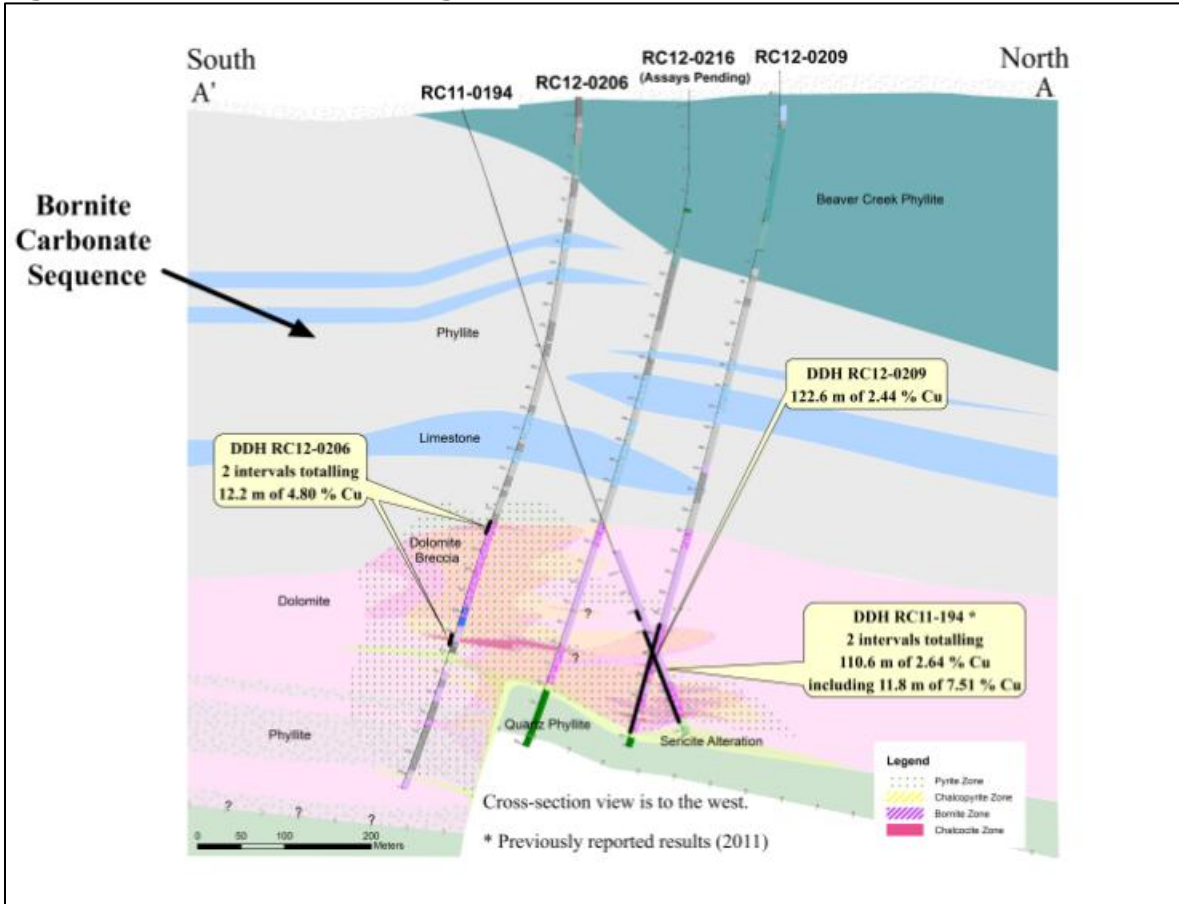 South
A'
RC11-0194
RC12-0206
RC12-0216
(Assays Pending)
RC12-0209
North
A
Bornite
Carbonate
Sequence
Beaver Creek Phyllite
Phyllite
Limestone
DDH RC12-0209
122.6 m of 2.44 % Cu
DDH RC12-0206
2 intervals totalling
12.2 m of 4.80 % Cu
Dolomite
Breccia
Dolomite
?
?
DDH RC11-194 *
2 intervals totalling
110.6 m of 2.64 % Cu
including 11.8 m of 7.51 % Cu
Quartz Phyllite
Sericite Alteration
Phyllite
? ? ?
Legend
Pyrite Zone
Chalcopyrite Zone
Bornite Zone
Chalcocite Zone
Cross-section view is to the west.
* Previously reported results (2011)
0 50 100 200
Meters